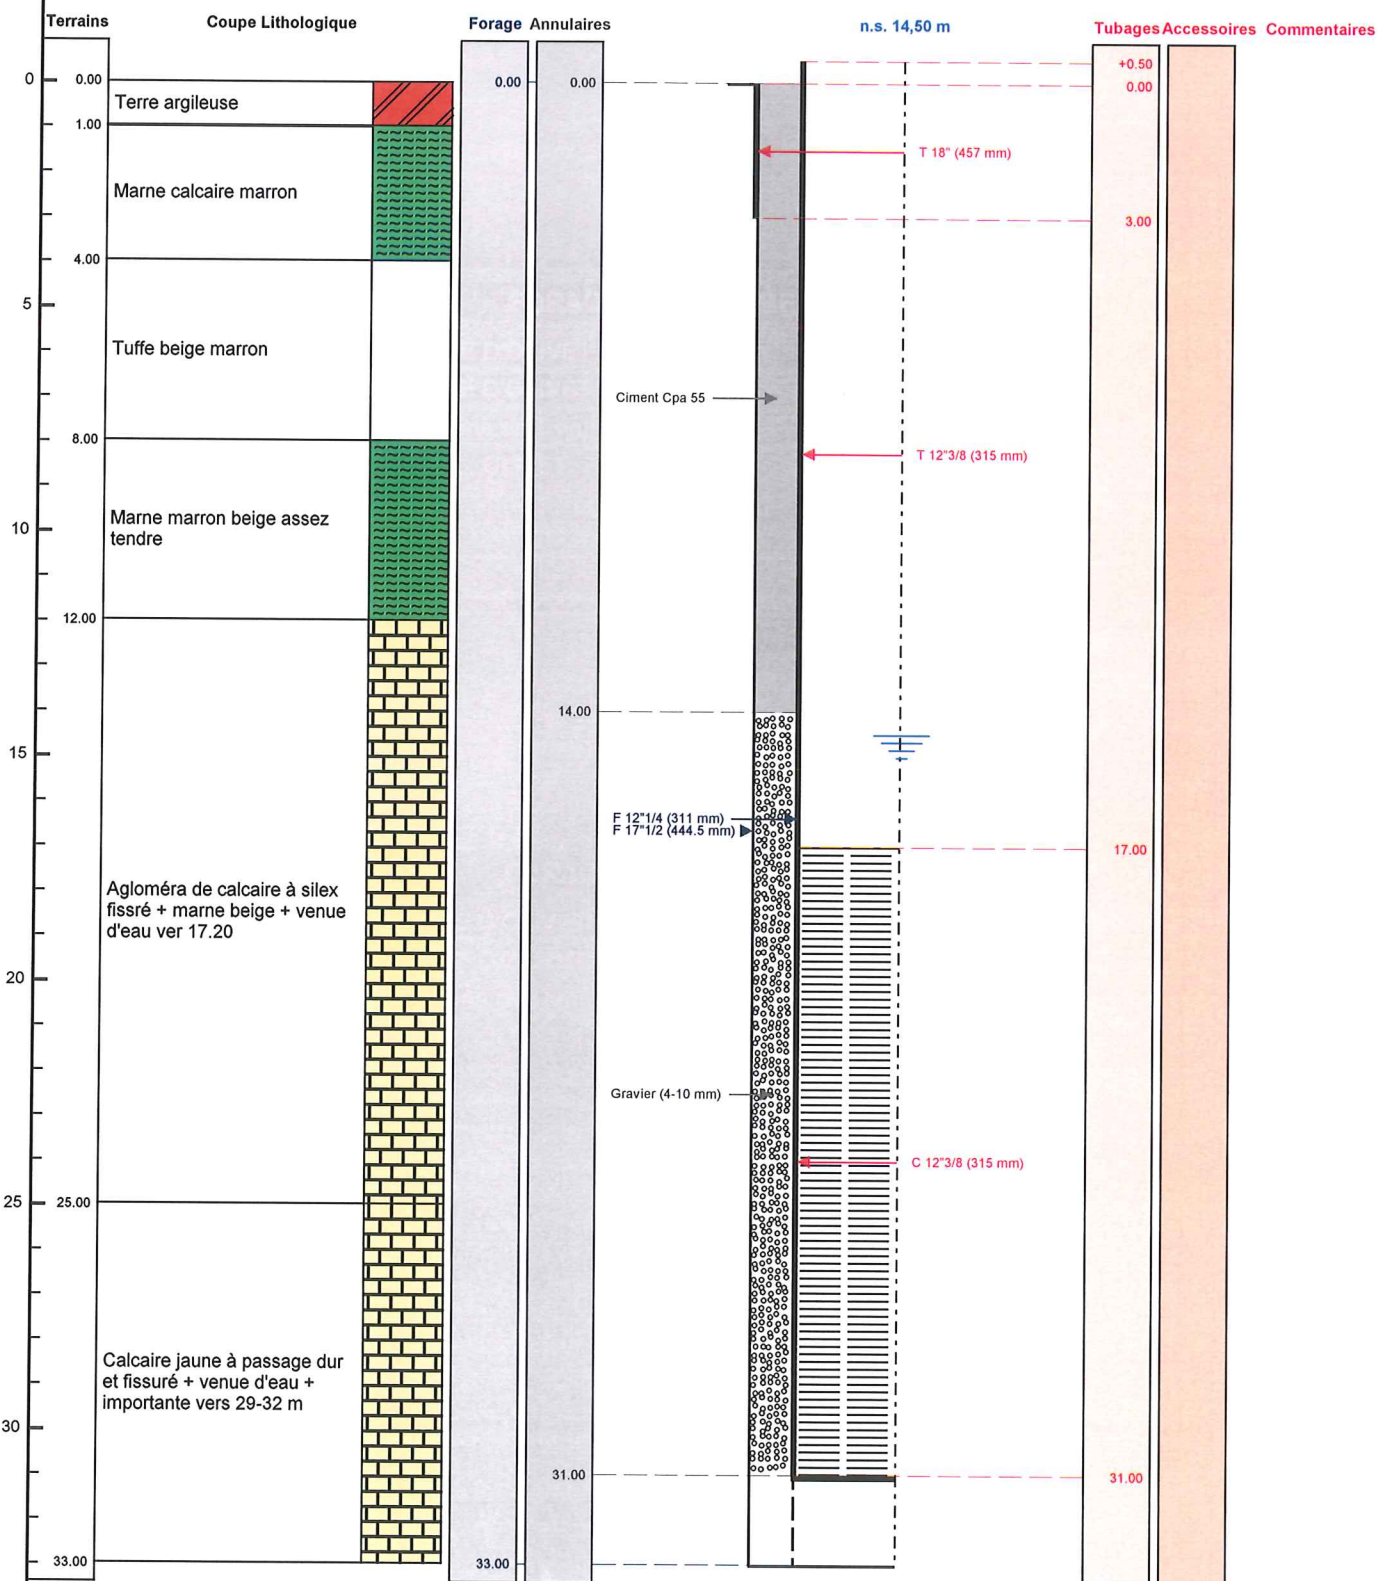 Terrains
Coupe Lithologique
Forage
Annulaires
n.s. 14,50 m
Tubages
Accessoires
Commentaires
0
5
10
15
20
25
30
0.00
Terre argileuse
1.00
Marne calcaire marron
4.00
Tuffe beige marron
8.00
Marne marron beige assez
tendre
12.00
Agloméra de calcaire à silex
fissré + marne beige + venue
d'eau ver 17.20
25.00
Calcaire jaune à passage dur
et fissuré + venue d'eau +
importante vers 29-32 m
33.00
0.00
33.00
0.00
14.00
31.00
Ciment Cpa 55
F 12"1/4 (311 mm)
F 17"1/2 (444.5 mm)
Gravier (4-10 mm)
T 18" (457 mm)
T 12"3/8 (315 mm)
C 12"3/8 (315 mm)
+0.50
0.00
3.00
17.00
31.00